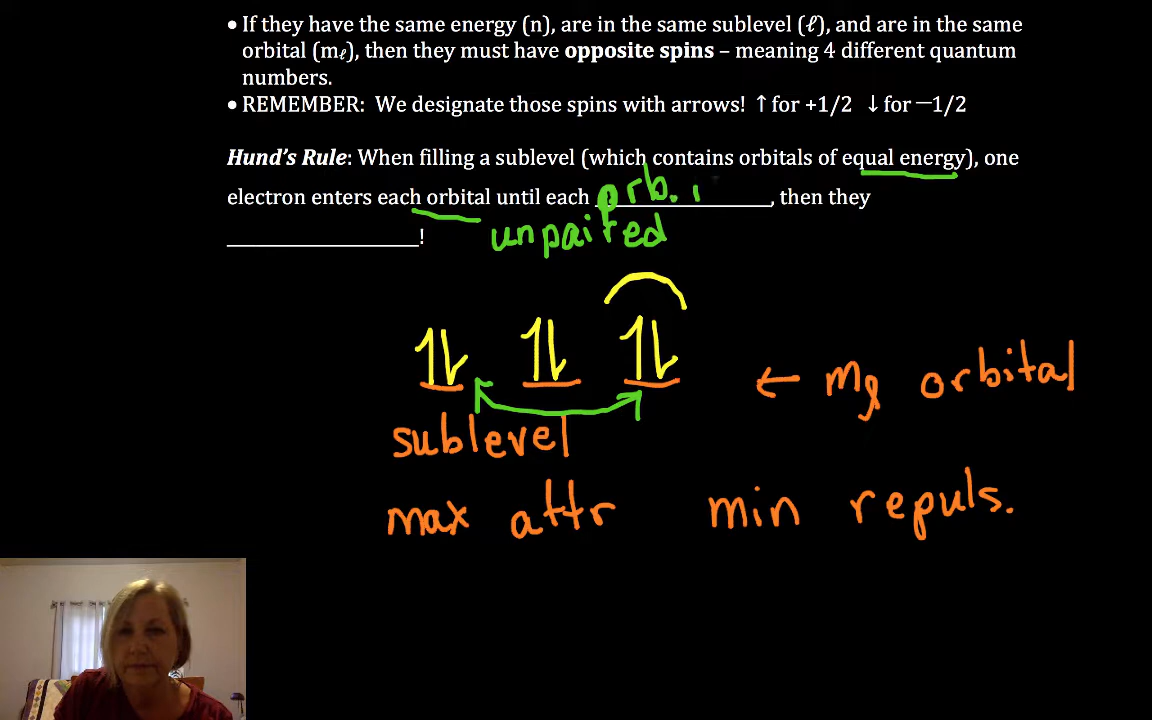 • If they have the same energy (n), are in the same sublevel (ℓ), and are in the same
orbital (mℓ), then they must have opposite spins – meaning 4 different quantum
numbers.
• REMEMBER: We designate those spins with arrows! ↑ for +1/2 ↓ for —1/2
Hund's Rule: When filling a sublevel (which contains orbitals of equal energy), one
electron enters each orbital until each orb. , then they
unpaired
!
↑↓ ↑↓ ↑↓
← mℓ orbital
sublevel
max attr min repuls.